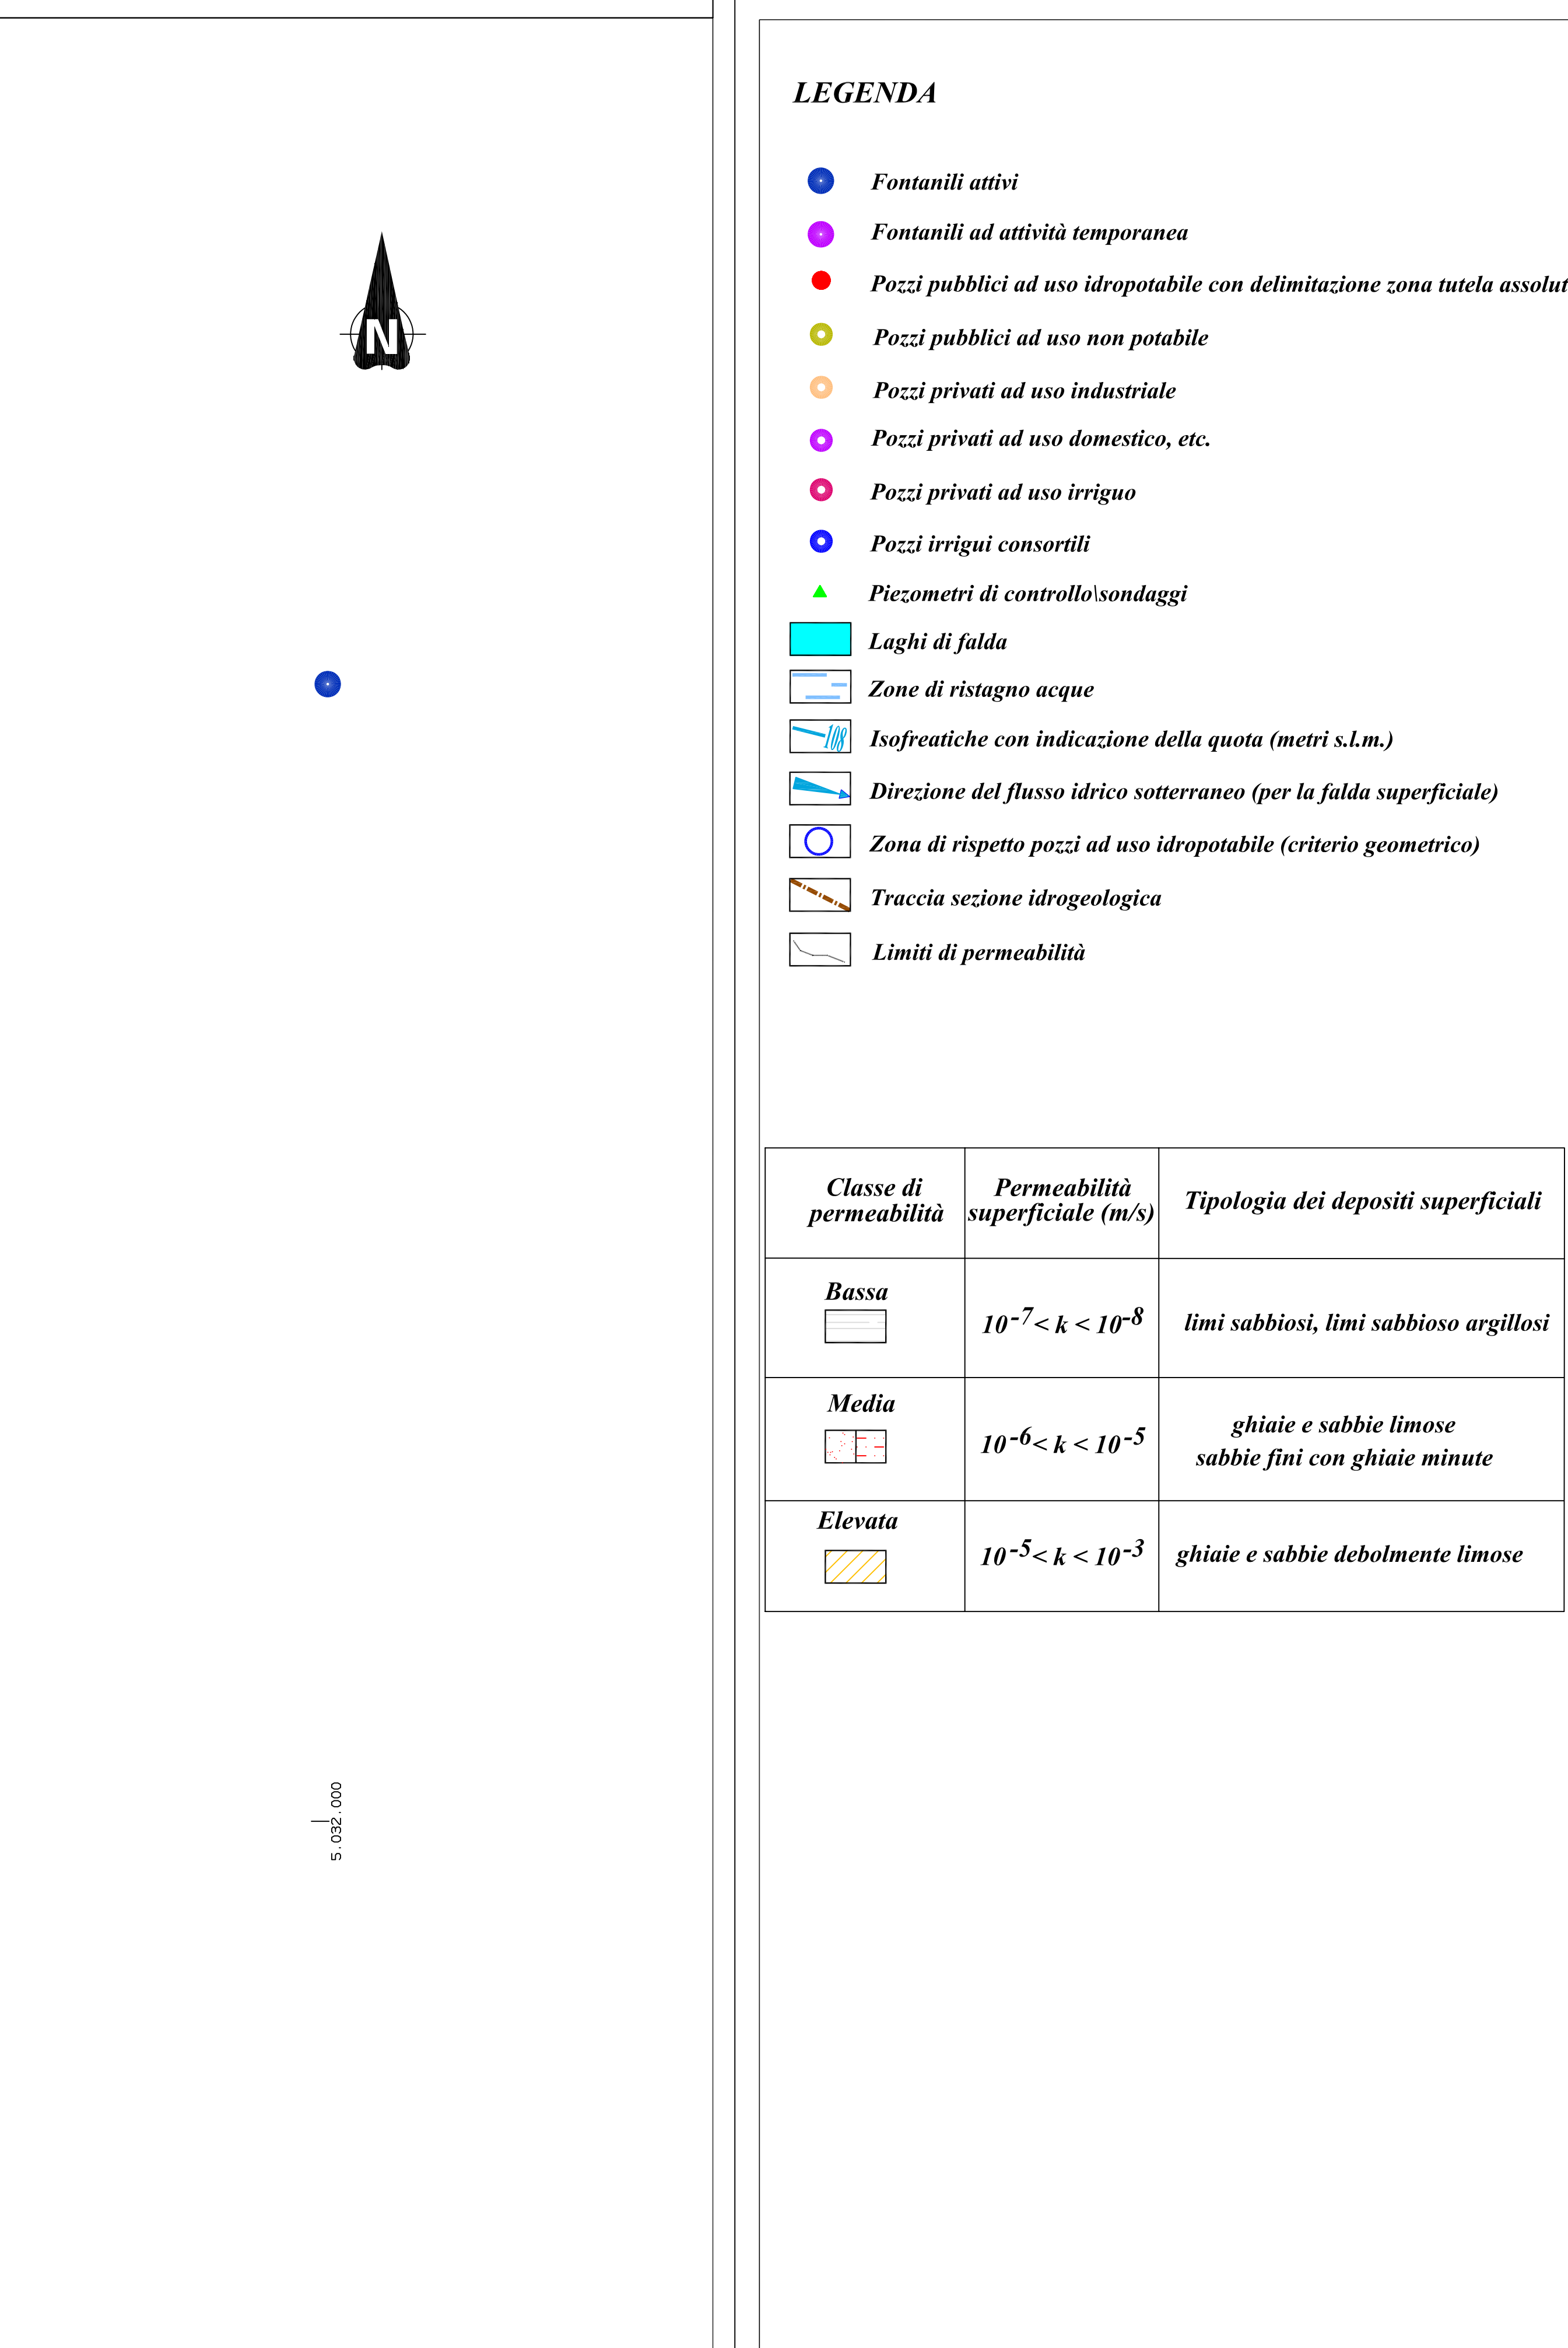 N
5.032.000
LEGENDA
Fontanili attivi
Fontanili ad attività temporanea
Pozzi pubblici ad uso idropotabile con delimitazione zona tutela assolut
Pozzi pubblici ad uso non potabile
Pozzi privati ad uso industriale
Pozzi privati ad uso domestico, etc.
Pozzi privati ad uso irriguo
Pozzi irrigui consortili
Piezometri di controllo\sondaggi
Laghi di falda
Zone di ristagno acque
108
Isofreatiche con indicazione della quota (metri s.l.m.)
Direzione del flusso idrico sotterraneo (per la falda superficiale)
Zona di rispetto pozzi ad uso idropotabile (criterio geometrico)
Traccia sezione idrogeologica
Limiti di permeabilità
Classe di
permeabilità
Permeabilità
superficiale (m/s)
Tipologia dei depositi superficiali
Bassa
10-7< k < 10-8
limi sabbiosi, limi sabbioso argillosi
Media
10-6< k < 10-5
ghiaie e sabbie limose
sabbie fini con ghiaie minute
Elevata
10-5< k < 10-3
ghiaie e sabbie debolmente limose